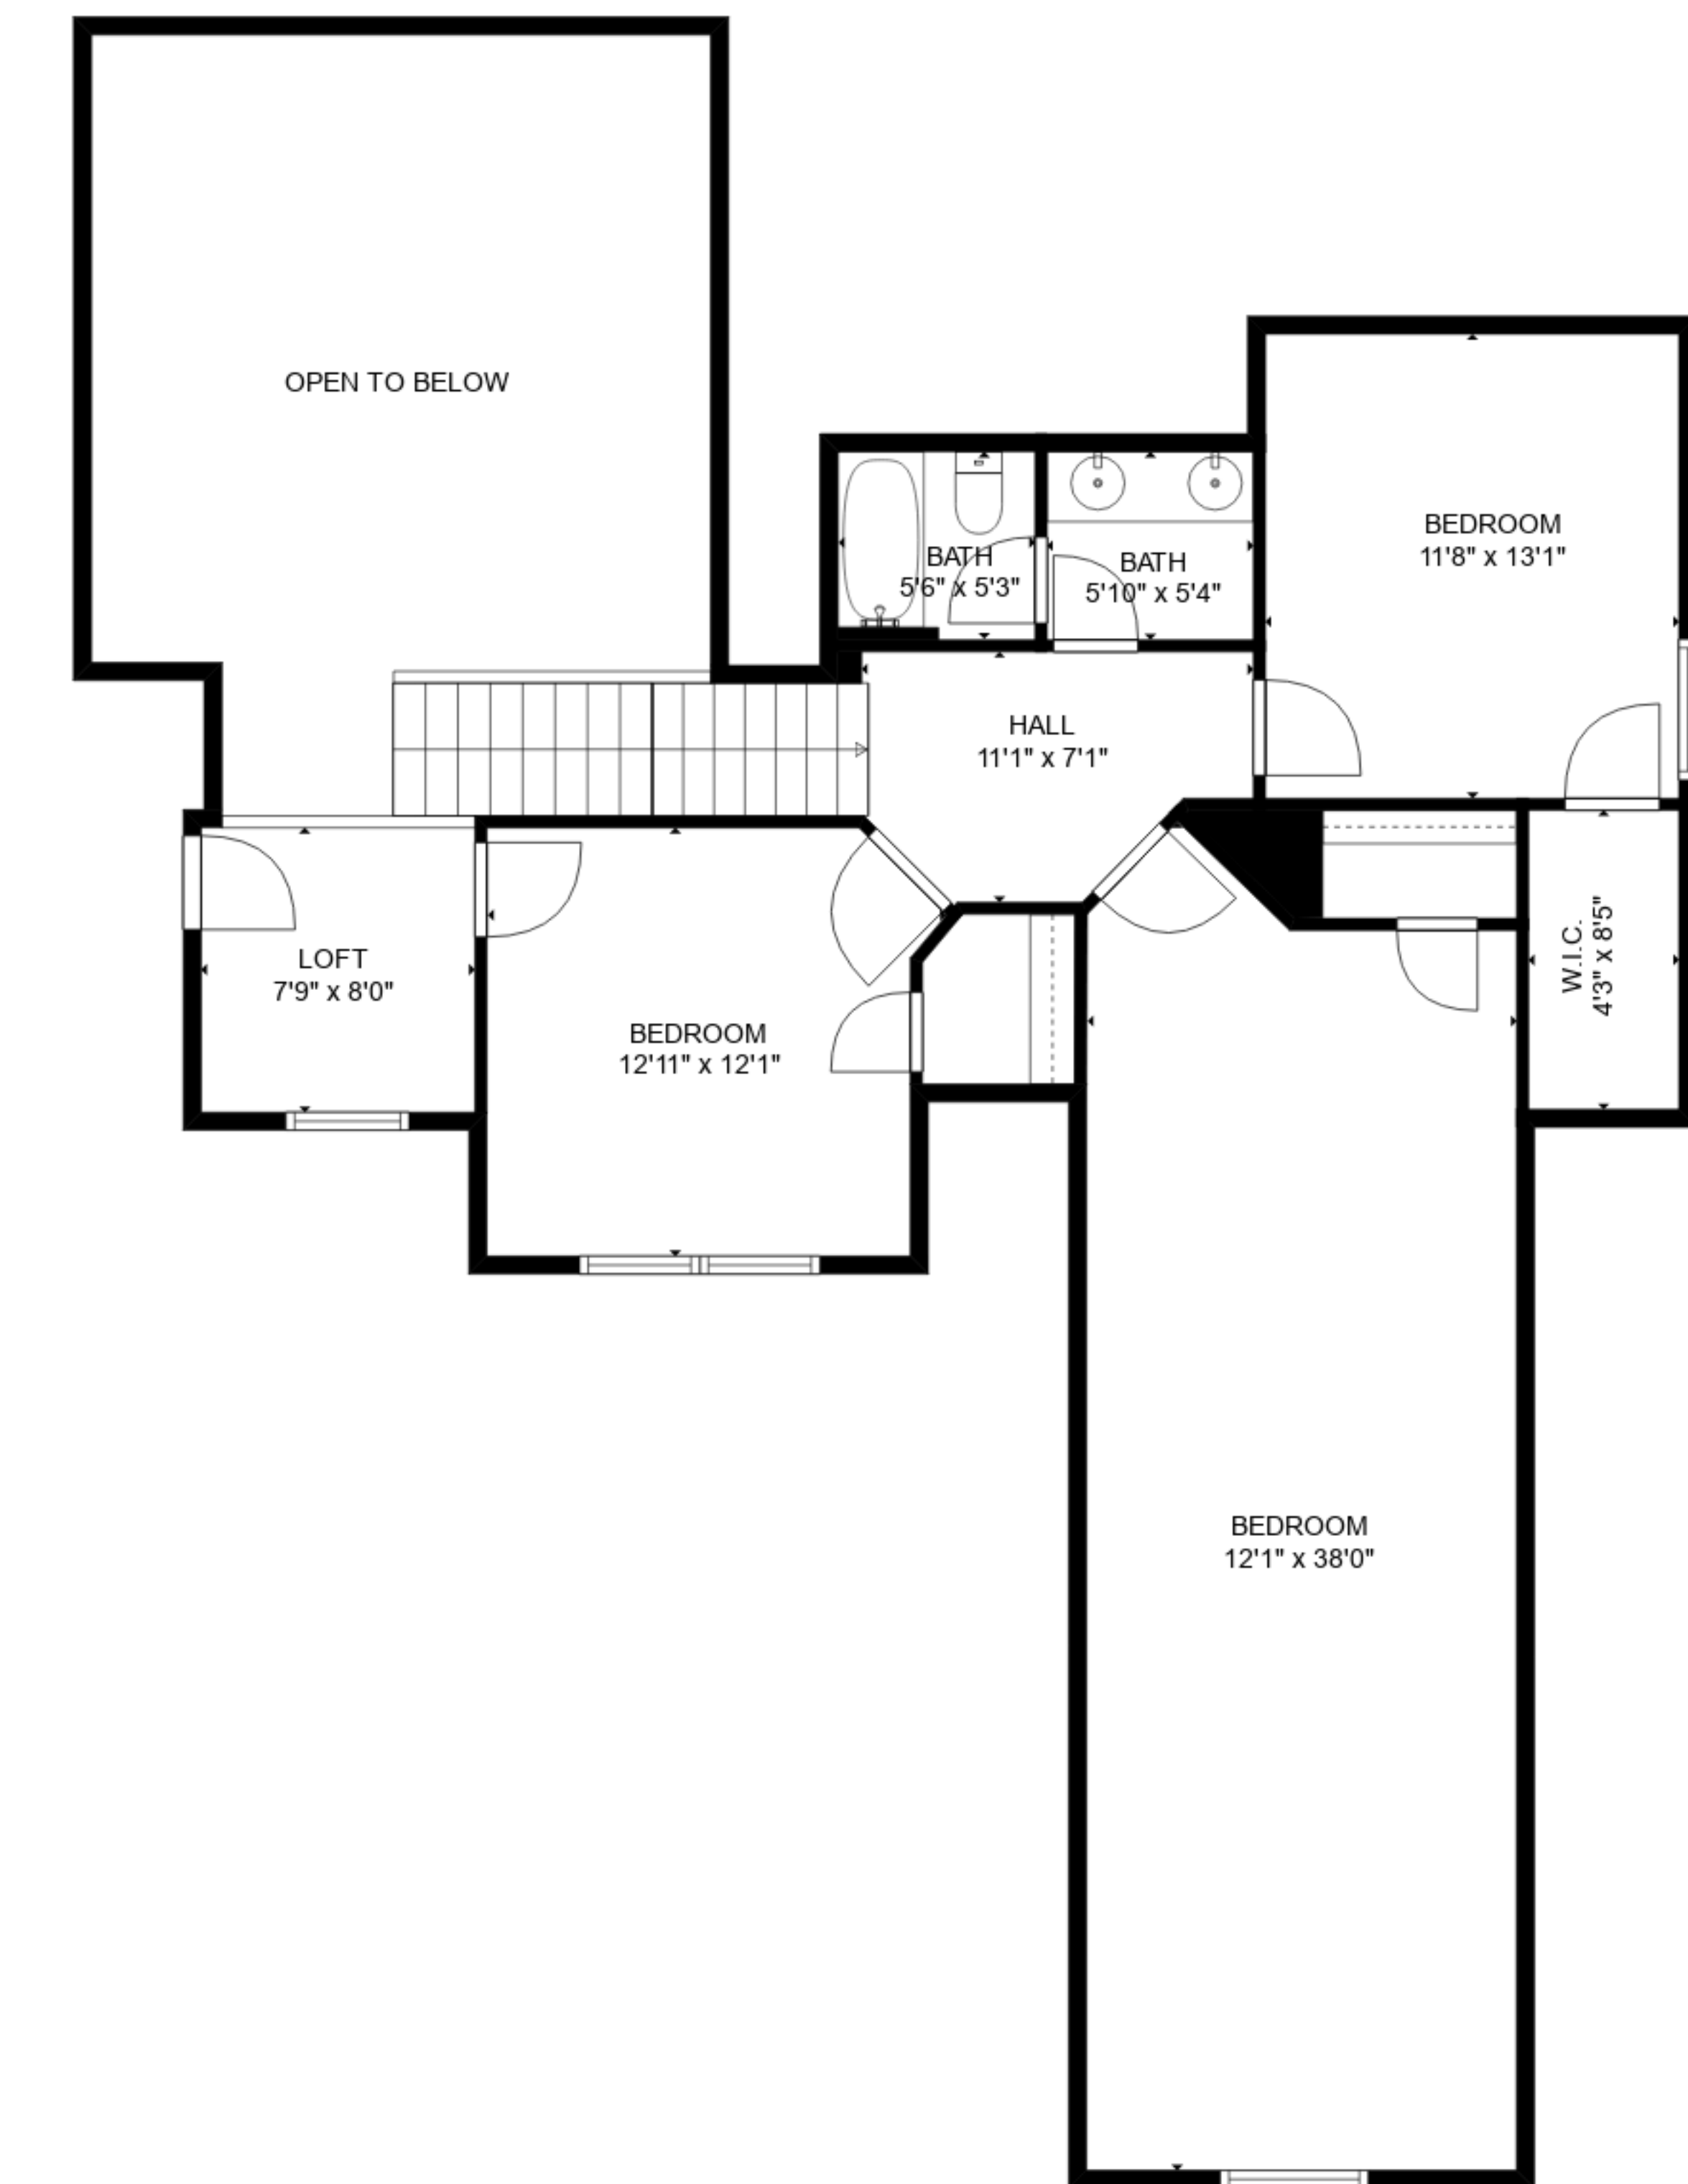 OPEN TO BELOW
BEDROOM
11'8" x 13'1"
BATH
5'6" x 5'3"
BATH
5'10" x 5'4"
HALL
11'1" x 7'1"
LOFT
7'9" x 8'0"
BEDROOM
12'11" x 12'1"
W.I.C.
4'3" x 8'5"
BEDROOM
12'1" x 38'0"